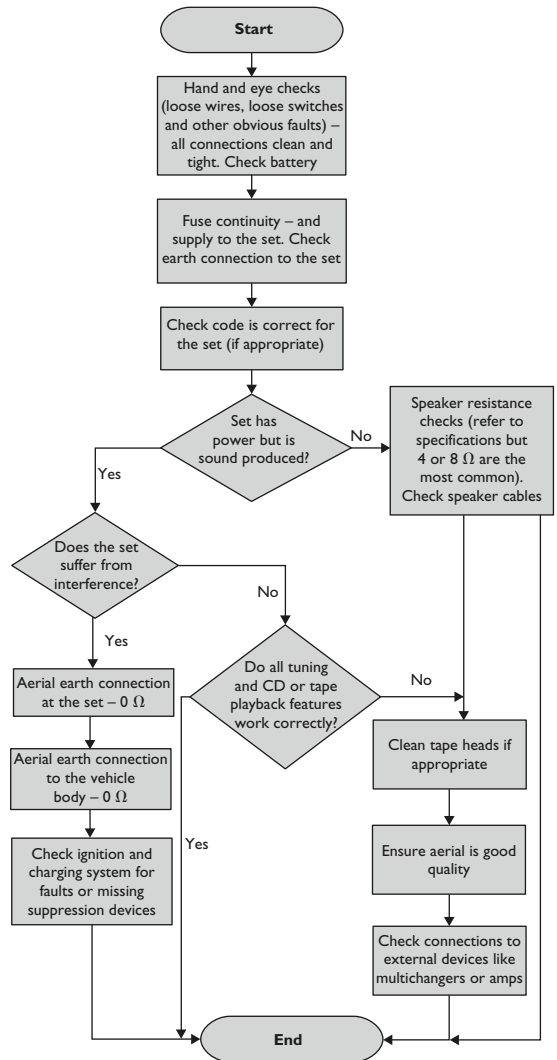 Start
Hand and eye checks
(loose wires, loose switches
and other obvious faults) –
all connections clean and
tight. Check battery
Fuse continuity – and
supply to the set. Check
earth connection to the set
Check code is correct for
the set (if appropriate)
Set has
power but is
sound produced?
No
Speaker resistance
checks (refer to
specifications but
4 or 8 Ω are the
most common).
Check speaker cables
Yes
Does the set
suffer from
interference?
No
Yes
Do all tuning
and CD or tape
playback features
work correctly?
No
Yes
Aerial earth connection
at the set – 0 Ω
Aerial earth connection
to the vehicle
body – 0 Ω
Check ignition and
charging system for
faults or missing
suppression devices
Clean tape heads if
appropriate
Ensure aerial is good
quality
Check connections to
external devices like
multichangers or amps
End